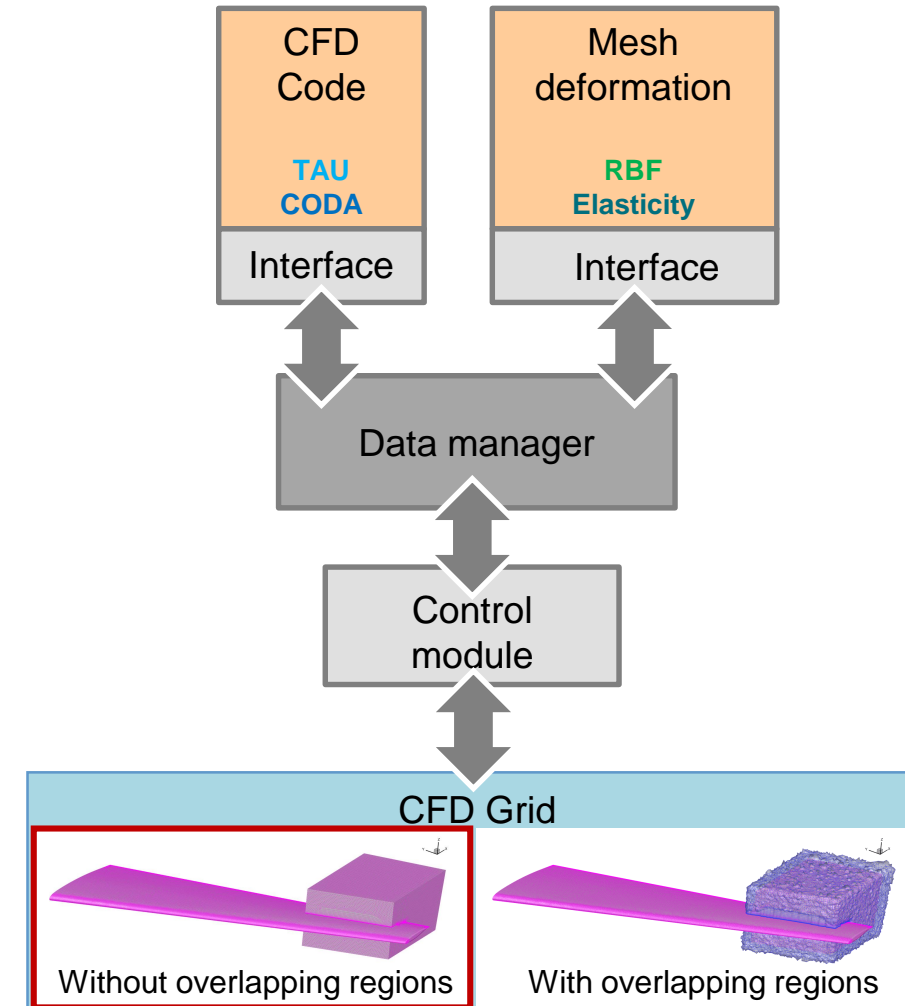 CFD
Code
TAU
CODA
Interface
Mesh
deformation
RBF
Elasticity
Interface
Data manager
Control
module
CFD Grid
Without overlapping regions
With overlapping regions